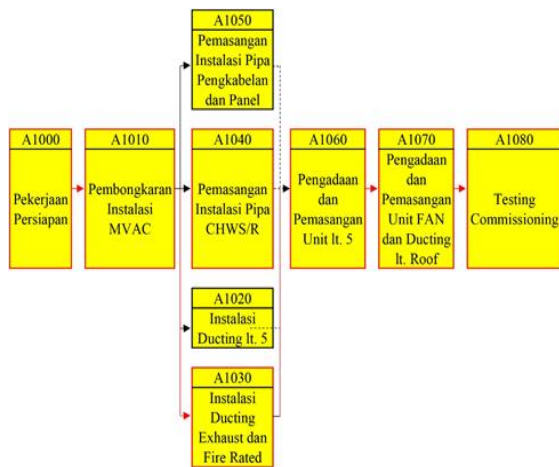 A1050
Pemasangan
Instalasi Pipa
Pengkabelan
dan Panel
A1000
Pekerjaan
Persiapan
A1010
Pembongkaran
Instalasi
MVAC
A1040
Pemasangan
Instalasi Pipa
CHWS/R
A1060
Pengadaan
dan
Pemasangan
Unit lt. 5
A1070
Pengadaan
dan
Pemasangan
Unit FAN
dan Ducting
lt. Roof
A1080
Testing
Commissioning
A1020
Instalasi
Ducting lt. 5
A1030
Instalasi
Ducting
Exhaust dan
Fire Rated